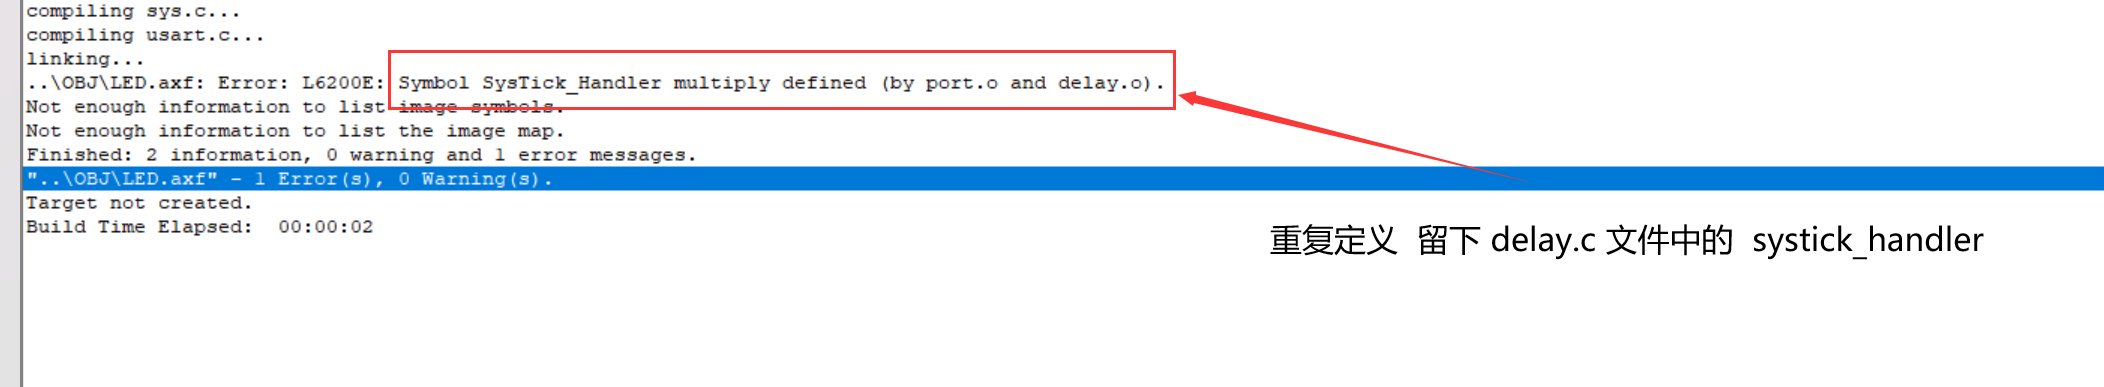 compiling sys.c...
compiling usart.c...
linking...
..\OBJ\LED.axf: Error: L6200E: Symbol SysTick_Handler multiply defined (by port.o and delay.o).
Not enough information to list image symbols.
Not enough information to list the image map.
Finished: 2 information, 0 warning and 1 error messages.
"..\OBJ\LED.axf" - 1 Error(s), 0 Warning(s).
Target not created.
Build Time Elapsed:  00:00:02
重复定义  留下 delay.c 文件中的  systick_handler